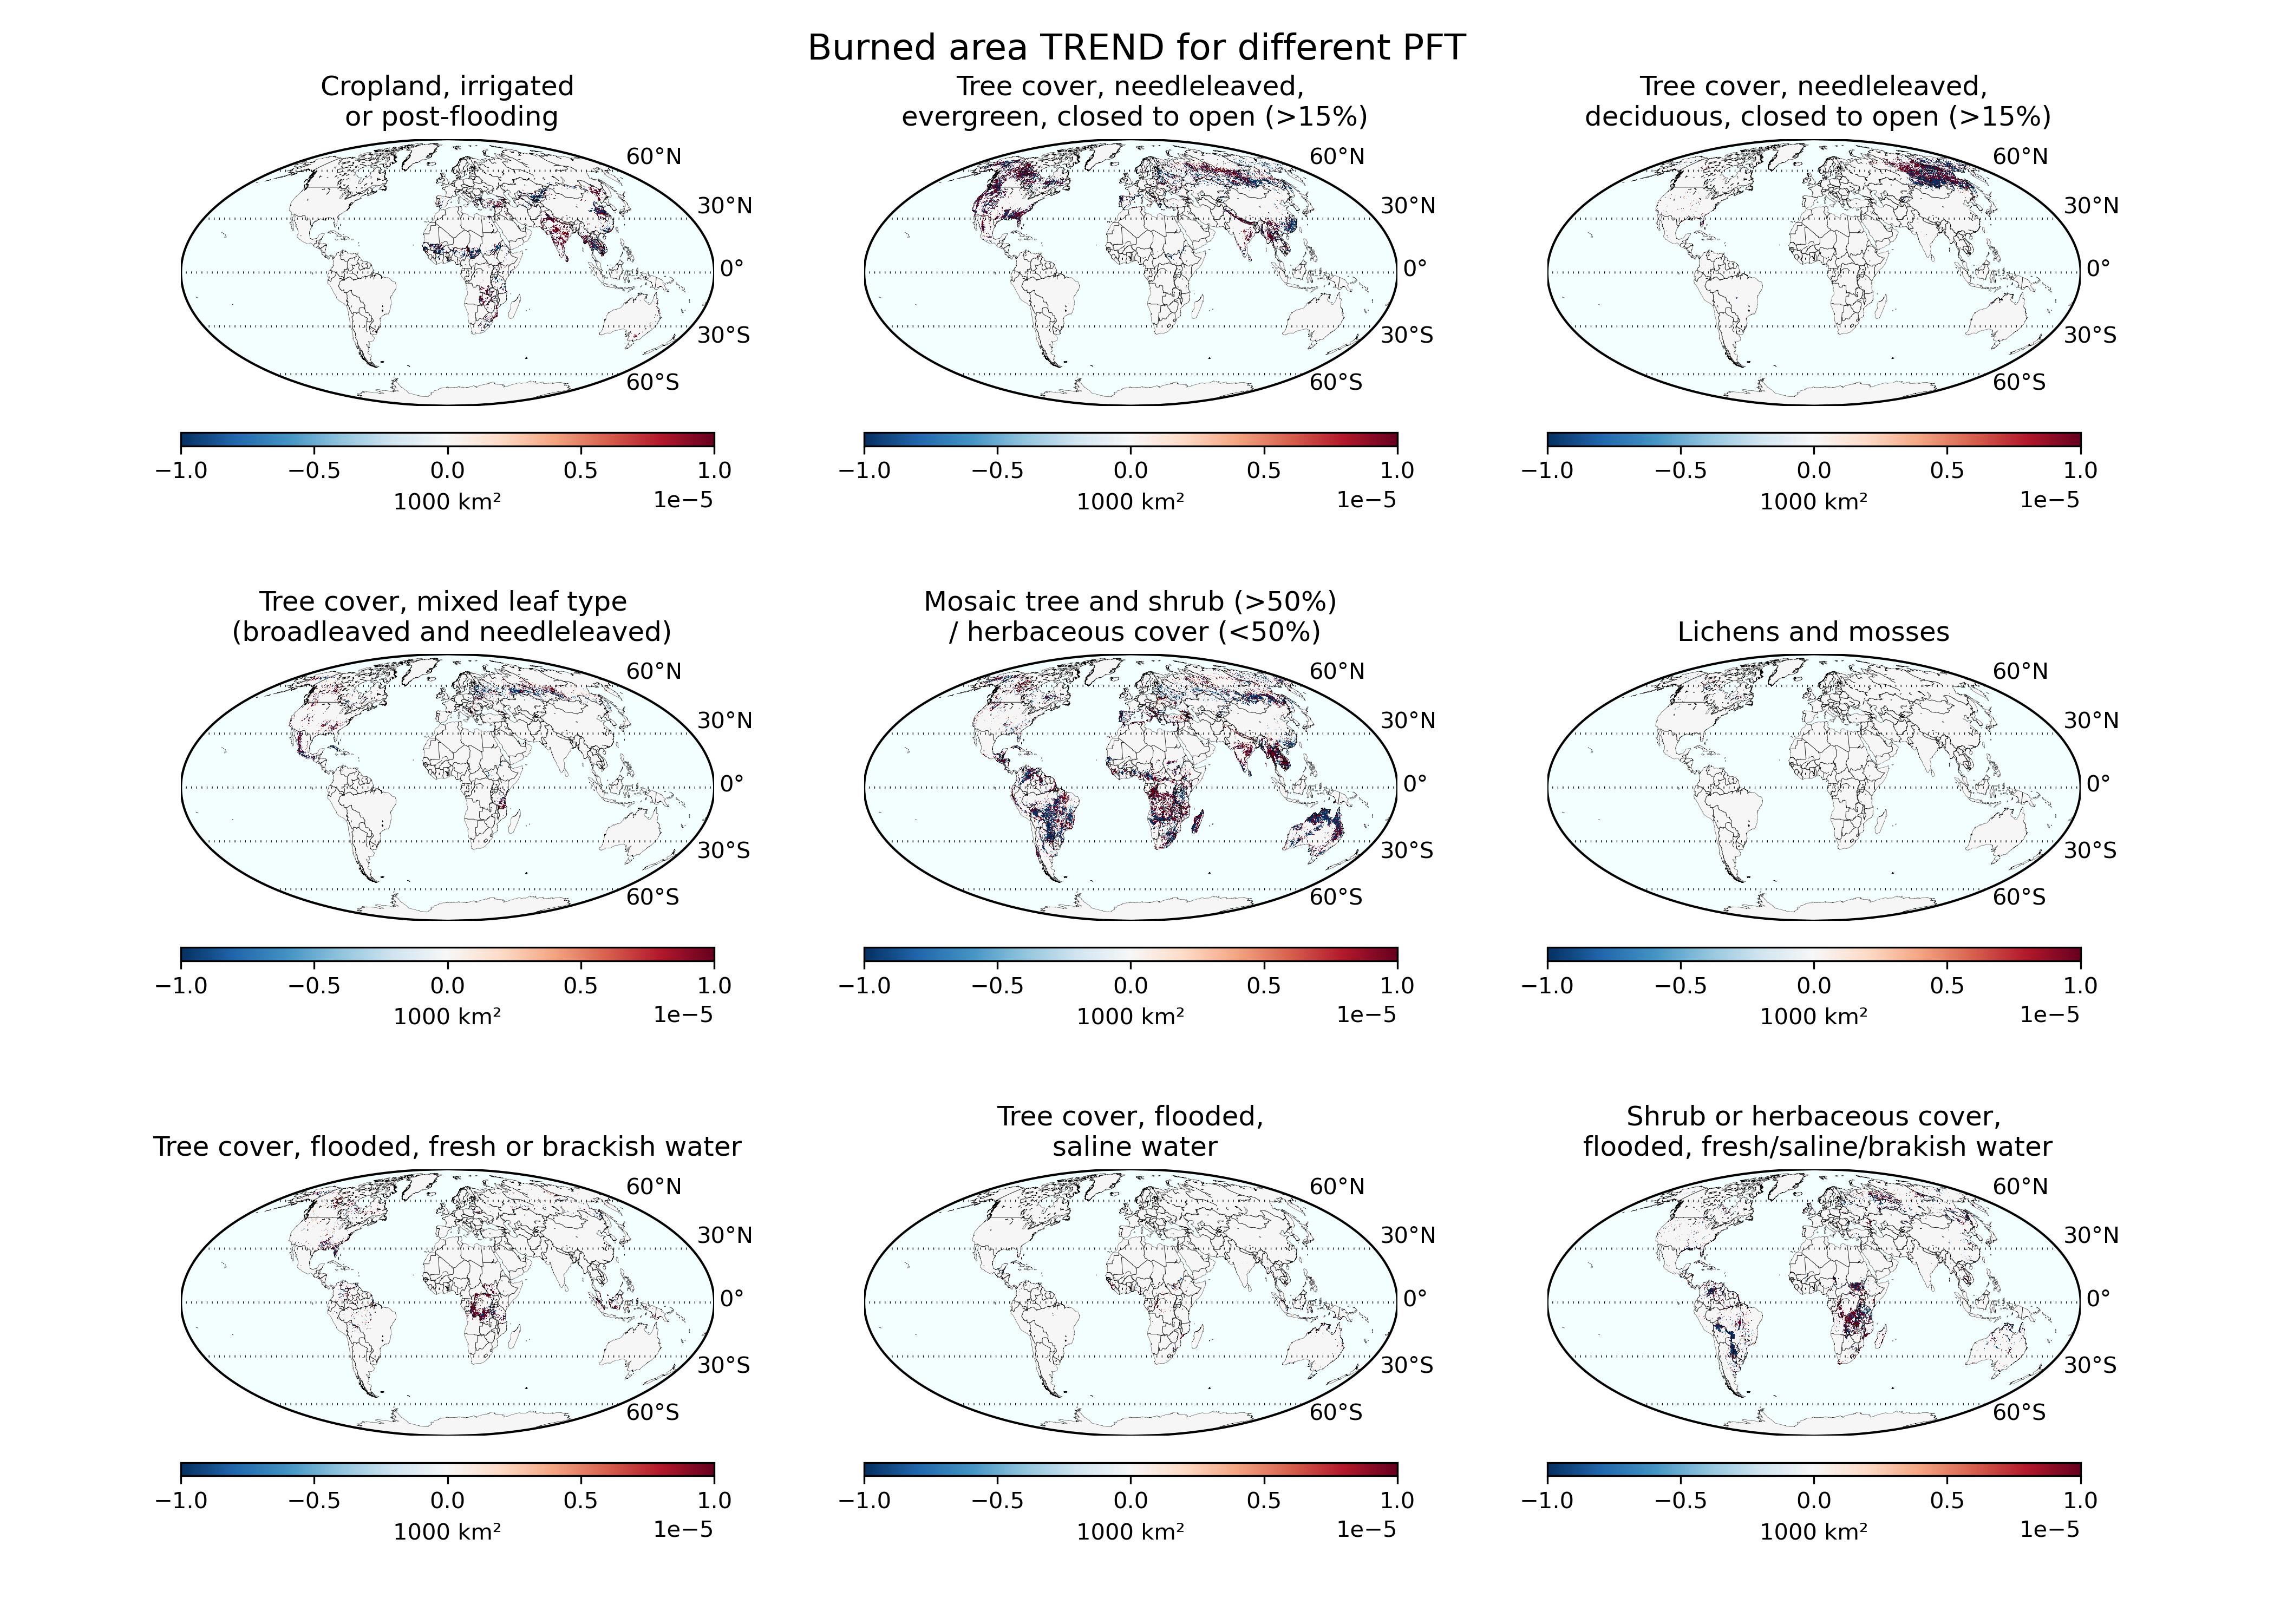 Burned area TREND for different PFT
Cropland, irrigated
or post-flooding
60°N
30°N
0°
30°S
60°S
−1.0 −0.5 0.0 0.5 1.0
1000 km² 1e−5
Tree cover, needleleaved,
evergreen, closed to open (>15%)
60°N
30°N
0°
30°S
60°S
−1.0 −0.5 0.0 0.5 1.0
1000 km² 1e−5
Tree cover, needleleaved,
deciduous, closed to open (>15%)
60°N
30°N
0°
30°S
60°S
−1.0 −0.5 0.0 0.5 1.0
1000 km² 1e−5
Tree cover, mixed leaf type
(broadleaved and needleleaved)
60°N
30°N
0°
30°S
60°S
−1.0 −0.5 0.0 0.5 1.0
1000 km² 1e−5
Mosaic tree and shrub (>50%)
/ herbaceous cover (<50%)
60°N
30°N
0°
30°S
60°S
−1.0 −0.5 0.0 0.5 1.0
1000 km² 1e−5
Lichens and mosses
60°N
30°N
0°
30°S
60°S
−1.0 −0.5 0.0 0.5 1.0
1000 km² 1e−5
Tree cover, flooded, fresh or brackish water
60°N
30°N
0°
30°S
60°S
−1.0 −0.5 0.0 0.5 1.0
1000 km² 1e−5
Tree cover, flooded,
saline water
60°N
30°N
0°
30°S
60°S
−1.0 −0.5 0.0 0.5 1.0
1000 km² 1e−5
Shrub or herbaceous cover,
flooded, fresh/saline/brakish water
60°N
30°N
0°
30°S
60°S
−1.0 −0.5 0.0 0.5 1.0
1000 km² 1e−5